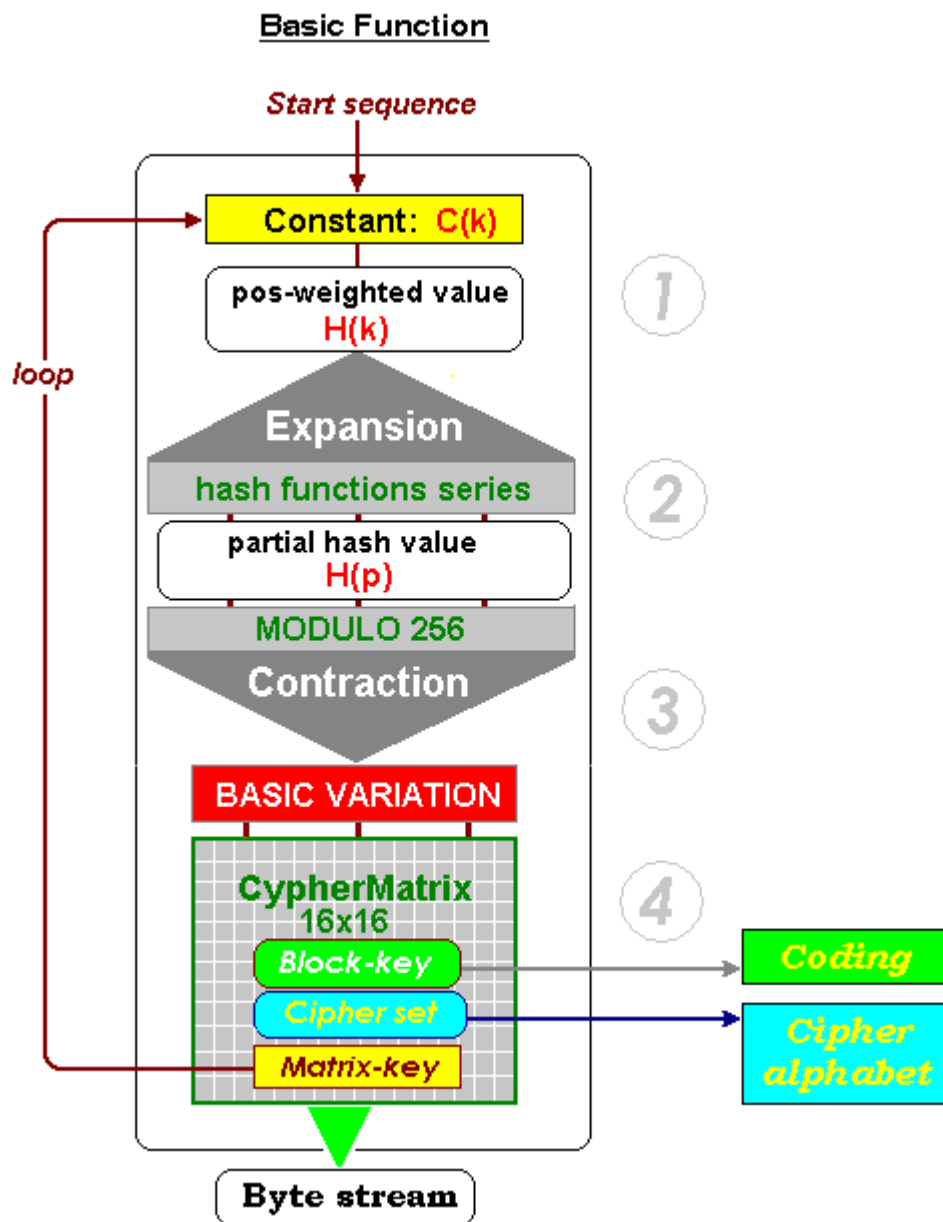 Basic Function
Start sequence
Constant: C(k)
pos-weighted value
H(k)
1
loop
Expansion
hash functions series
2
partial hash value
H(p)
MODULO 256
Contraction
3
BASIC VARIATION
CypherMatrix
16x16
4
Block-key
Coding
Cipher set
Cipher
alphabet
Matrix-key
Byte stream